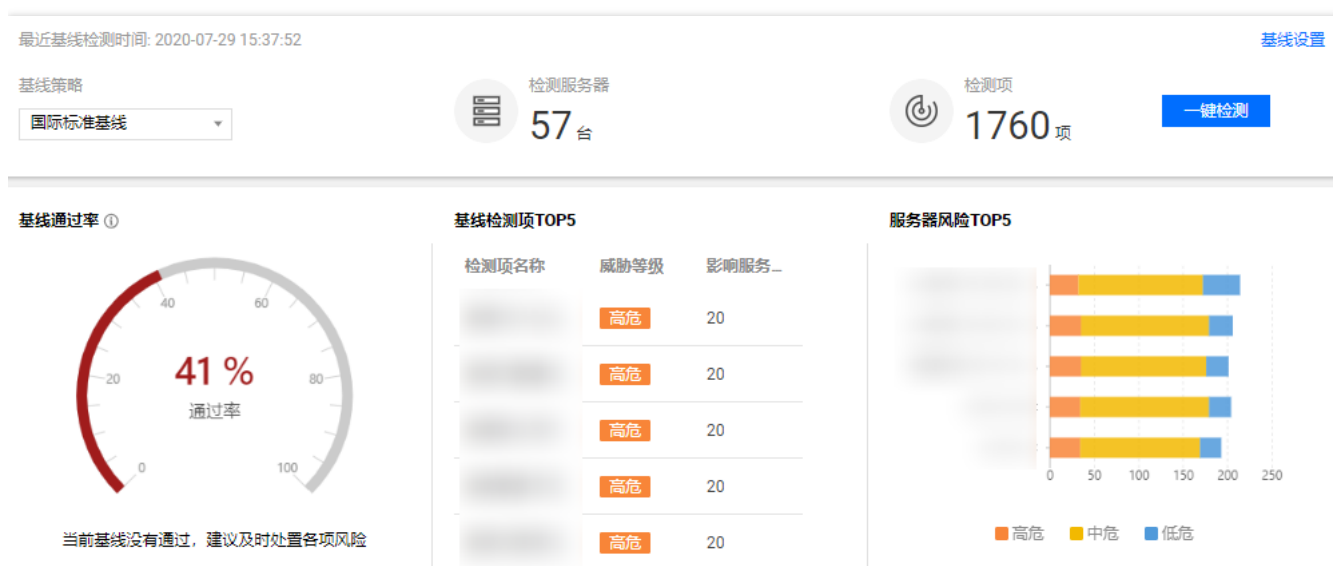 最近基线检测时间: 2020-07-29 15:37:52
基线设置
基线策略
国际标准基线
检测服务器
57 台
检测项
1760 项
一键检测
基线通过率
0
20
40
60
80
100
41 %
通过率
当前基线没有通过，建议及时处置各项风险
基线检测项TOP5
检测项名称 威胁等级 影响服务...
高危 20
高危 20
高危 20
高危 20
高危 20
服务器风险TOP5
0 50 100 150 200 250
高危 中危 低危